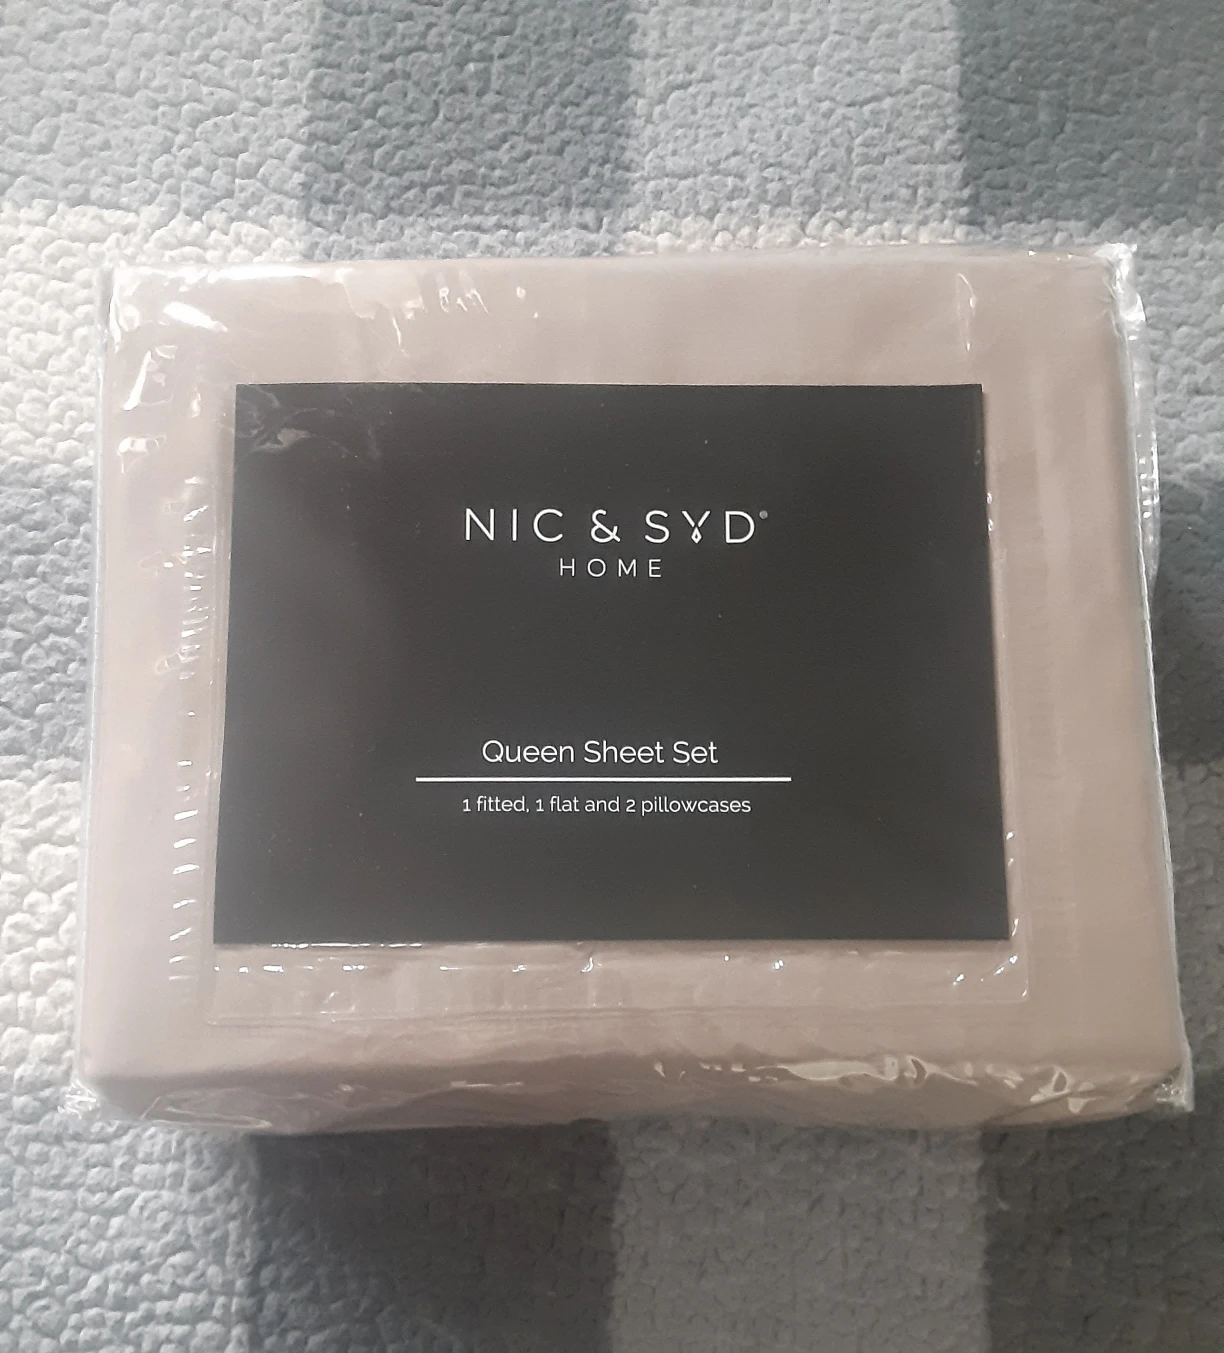 NIC & SYD®
HOME
Queen Sheet Set
1 fitted, 1 flat and 2 pillowcases